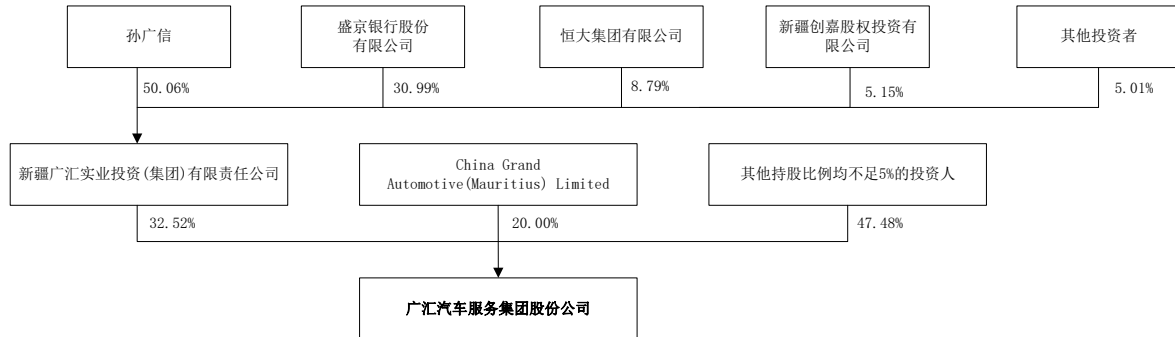 孙广信
盛京银行股份
有限公司
恒大集团有限公司
新疆创嘉股权投资有
限公司
其他投资者
50.06%
30.99%
8.79%
5.15%
5.01%
新疆广汇实业投资(集团)有限责任公司
China Grand
Automotive(Mauritius) Limited
其他持股比例均不足5%的投资人
32.52%
20.00%
47.48%
广汇汽车服务集团股份公司